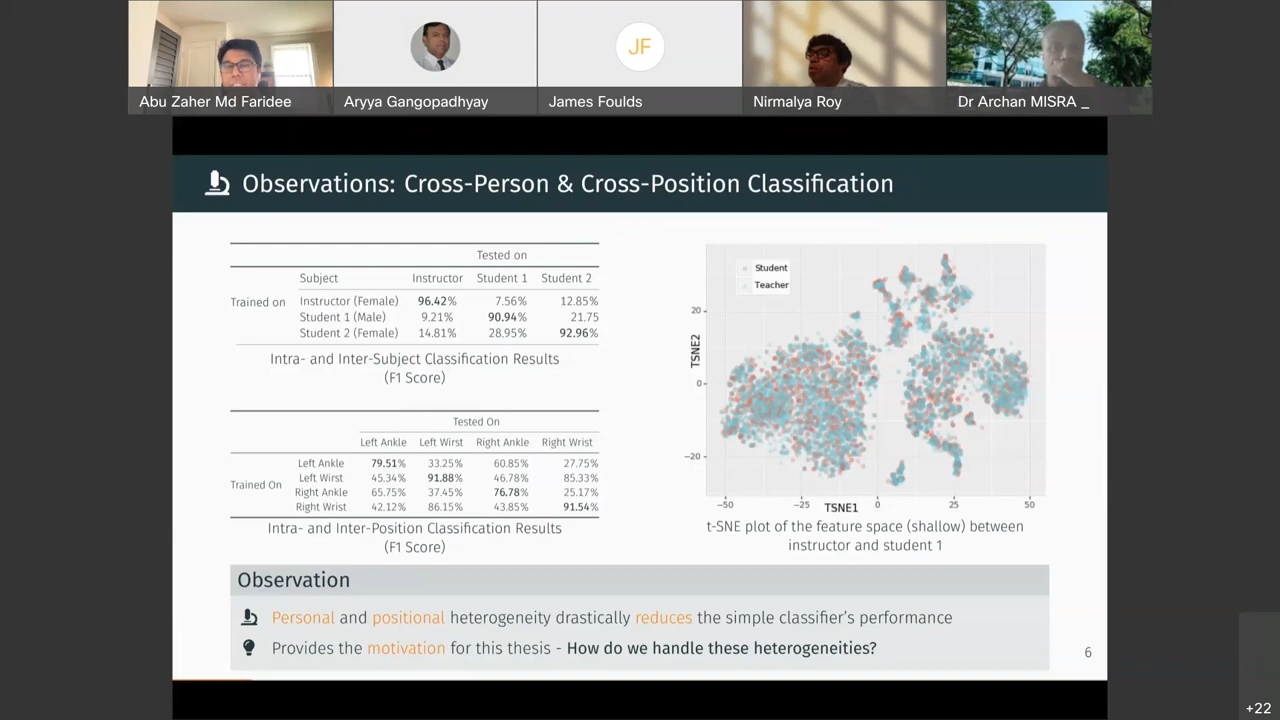 JF
Abu Zaher Md Faridee
Aryya Gangopadhyay
James Foulds
Nirmalya Roy
Dr Archan MISRA _
Observations: Cross-Person & Cross-Position Classification
Tested on
Subject Instructor Student 1 Student 2
Trained on Instructor (Female) 96.42% 7.56% 12.85%
Student 1 (Male) 9.21% 90.94% 21.75
Student 2 (Female) 14.81% 28.95% 92.96%
Intra- and Inter-Subject Classification Results
(F1 Score)
Tested On
Left Ankle Left Wirst Right Ankle Right Wrist
Left Ankle 79.51% 33.25% 60.85% 27.75%
Left Wirst 45.34% 91.88% 46.78% 85.33%
Trained On Right Ankle 65.75% 37.45% 76.78% 25.17%
Right Wrist 42.12% 86.15% 43.85% 91.54%
Intra- and Inter-Position Classification Results
(F1 Score)
Student
Teacher
20
0
−20
TSNE2
−50 −25 0 25 50
TSNE1
t-SNE plot of the feature space (shallow) between
instructor and student 1
Observation
Personal and positional heterogeneity drastically reduces the simple classifier's performance
Provides the motivation for this thesis - How do we handle these heterogeneities?
6
+22